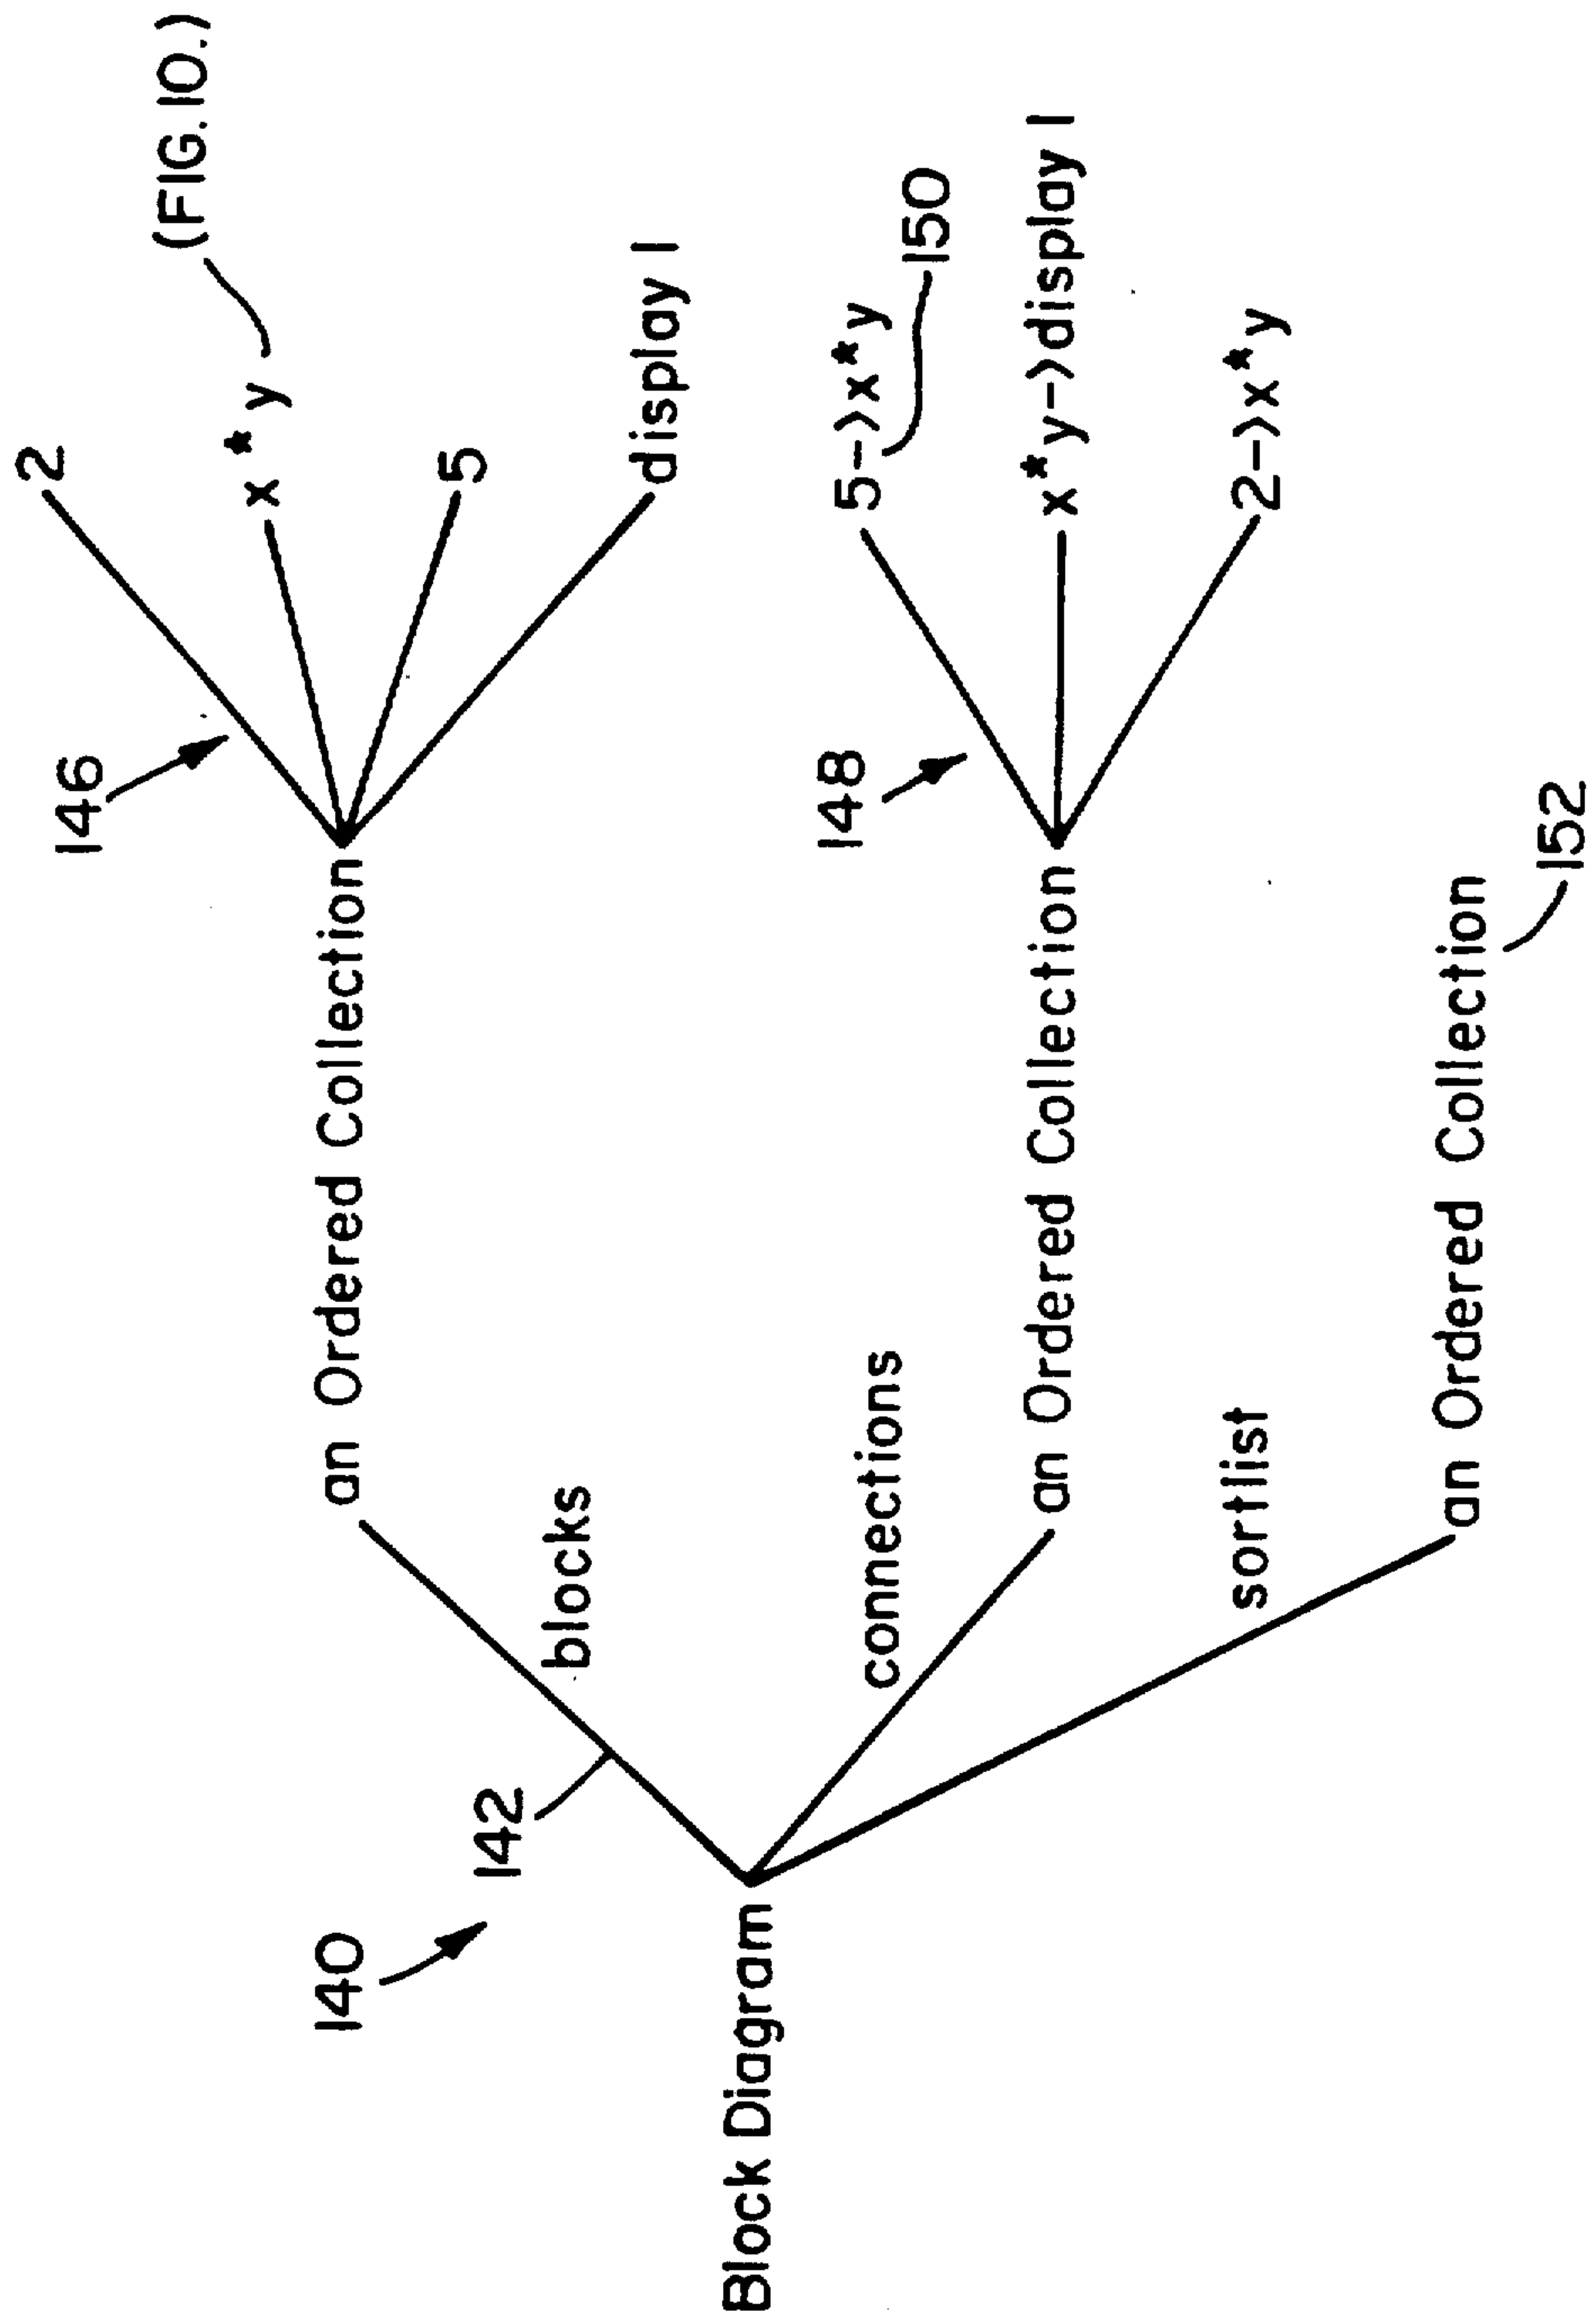 (FIG. 10.)
146
2
x * y
an Ordered Collection
5
display 1
140
142
blocks
Block Diagram
148
5->x*y
150
connections
an Ordered Collection
x*y->display 1
2->x*y
sortlist
an Ordered Collection
152